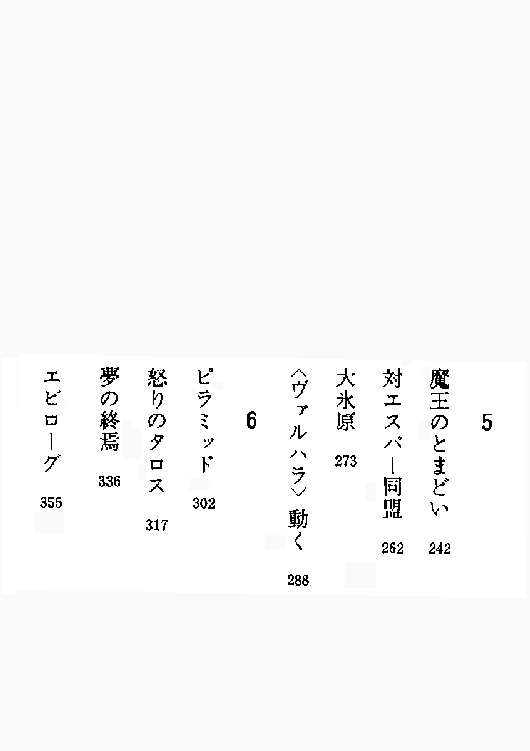 5
魔王のとまどい 242
対エスパー同盟 262
大氷原 273
〈ヴァルハラ〉動く 288
6
ピラミッド 302
怒りのタロス 317
夢の終焉 336
エピローグ 355